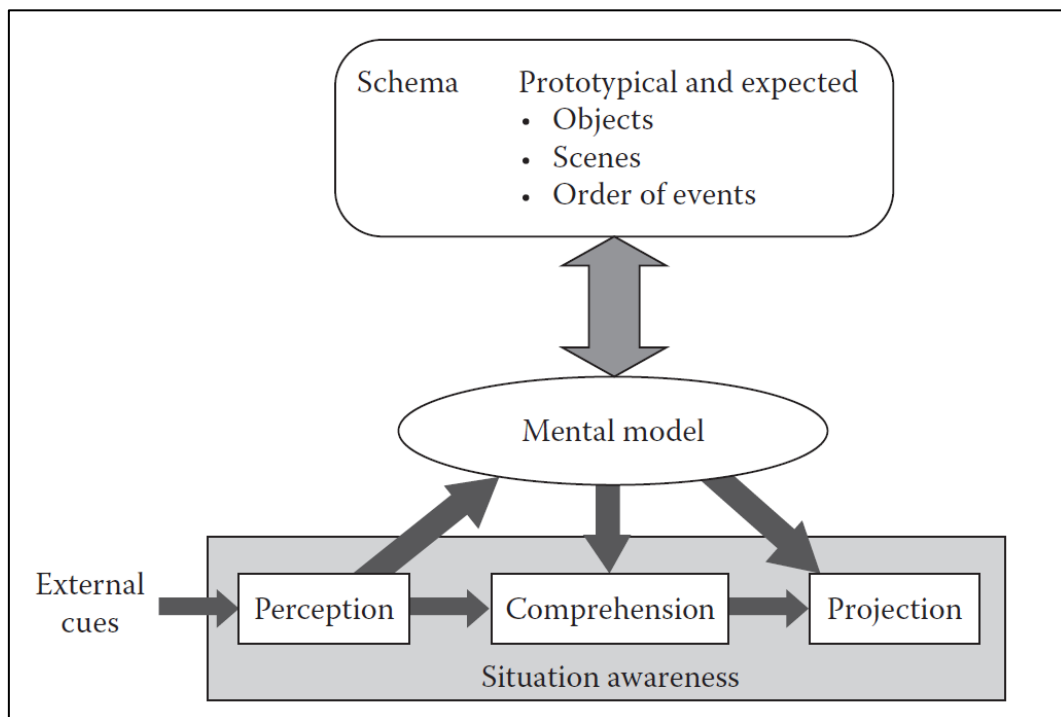 Schema Prototypical and expected
• Objects
• Scenes
• Order of events
Mental model
External
cues
Perception
Comprehension
Projection
Situation awareness